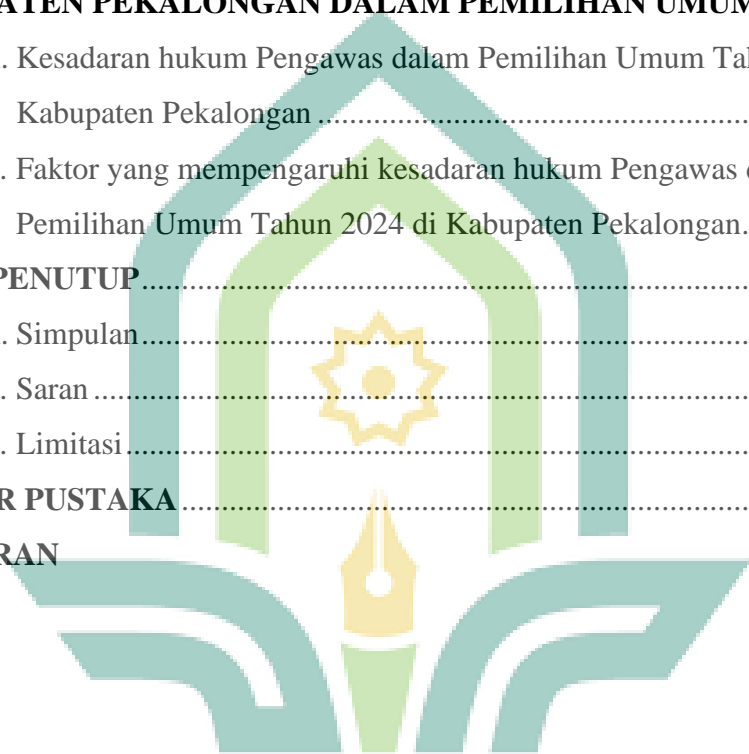 PATEN PEKALONGAN DALAM PEMILIHAN UMUM
. Kesadaran hukum Pengawas dalam Pemilihan Umum Ta
Kabupaten Pekalongan ......................................................
. Faktor yang mempengaruhi kesadaran hukum Pengawas
Pemilihan Umum Tahun 2024 di Kabupaten Pekalongan.
PENUTUP..............................................................................
. Simpulan..............................................................................
. Saran ...................................................................................
. Limitasi................................................................................
R PUSTAKA.........................................................................
RAN